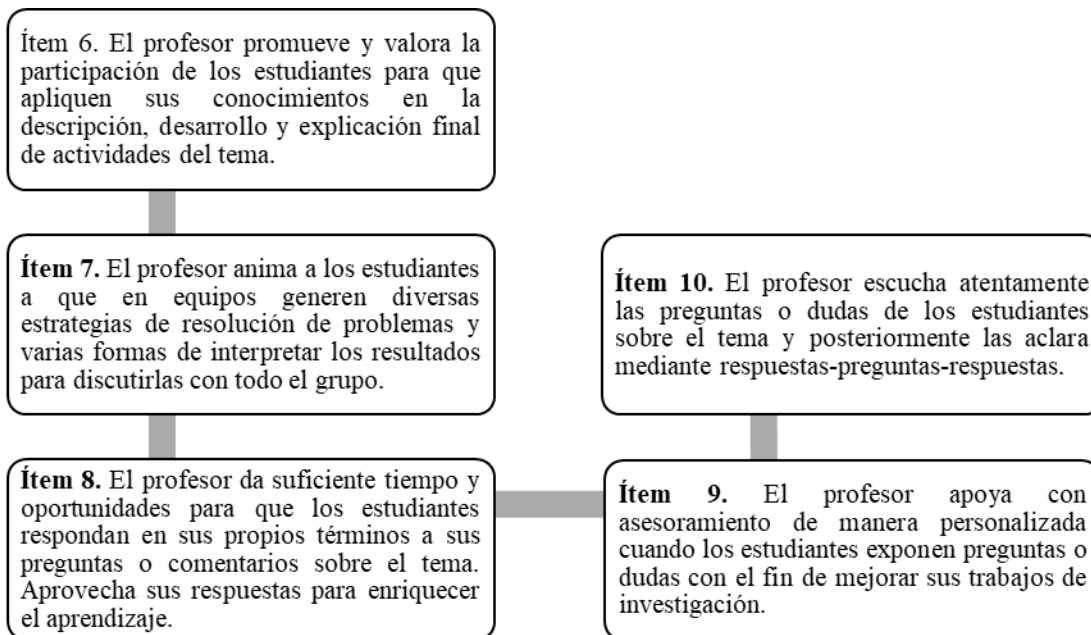 Ítem 6. El profesor promueve y valora la
participación de los estudiantes para que
apliquen sus conocimientos en la
descripción, desarrollo y explicación final
de actividades del tema.
Ítem 7. El profesor anima a los estudiantes
a que en equipos generen diversas
estrategias de resolución de problemas y
varias formas de interpretar los resultados
para discutirlas con todo el grupo.
Ítem 8. El profesor da suficiente tiempo y
oportunidades para que los estudiantes
respondan en sus propios términos a sus
preguntas o comentarios sobre el tema.
Aprovecha sus respuestas para enriquecer
el aprendizaje.
Ítem 9. El profesor apoya con
asesoramiento de manera personalizada
cuando los estudiantes exponen preguntas o
dudas con el fin de mejorar sus trabajos de
investigación.
Ítem 10. El profesor escucha atentamente
las preguntas o dudas de los estudiantes
sobre el tema y posteriormente las aclara
mediante respuestas-preguntas-respuestas.